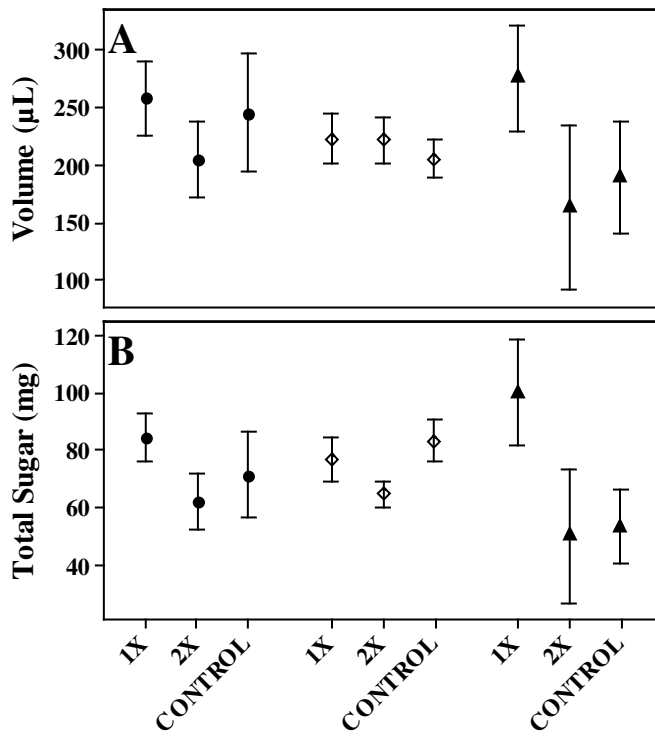 A
Volume (µL)
300
250
200
150
100
B
Total Sugar (mg)
120
100
80
60
40
1X
2X
CONTROL
1X
2X
CONTROL
1X
2X
CONTROL